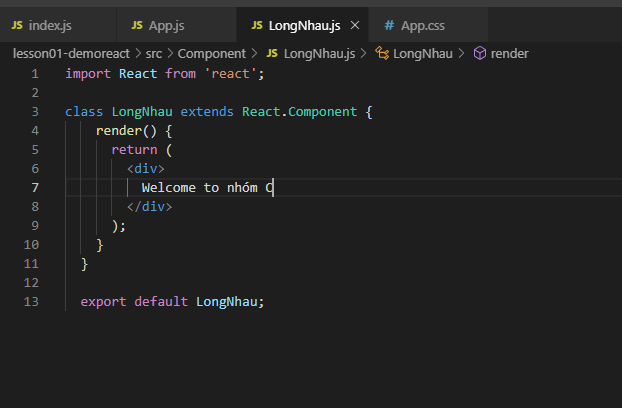 JS index.js JS App.js JS LongNhau.js × # App.css
lesson01-demoreact > src > Component > JS LongNhau.js > LongNhau > render
1 import React from 'react';
2
3 class LongNhau extends React.Component {
4 render() {
5 return (
6 <div>
7 Welcome to nhóm C
8 </div>
9 );
10 }
11 }
12
13 export default LongNhau;